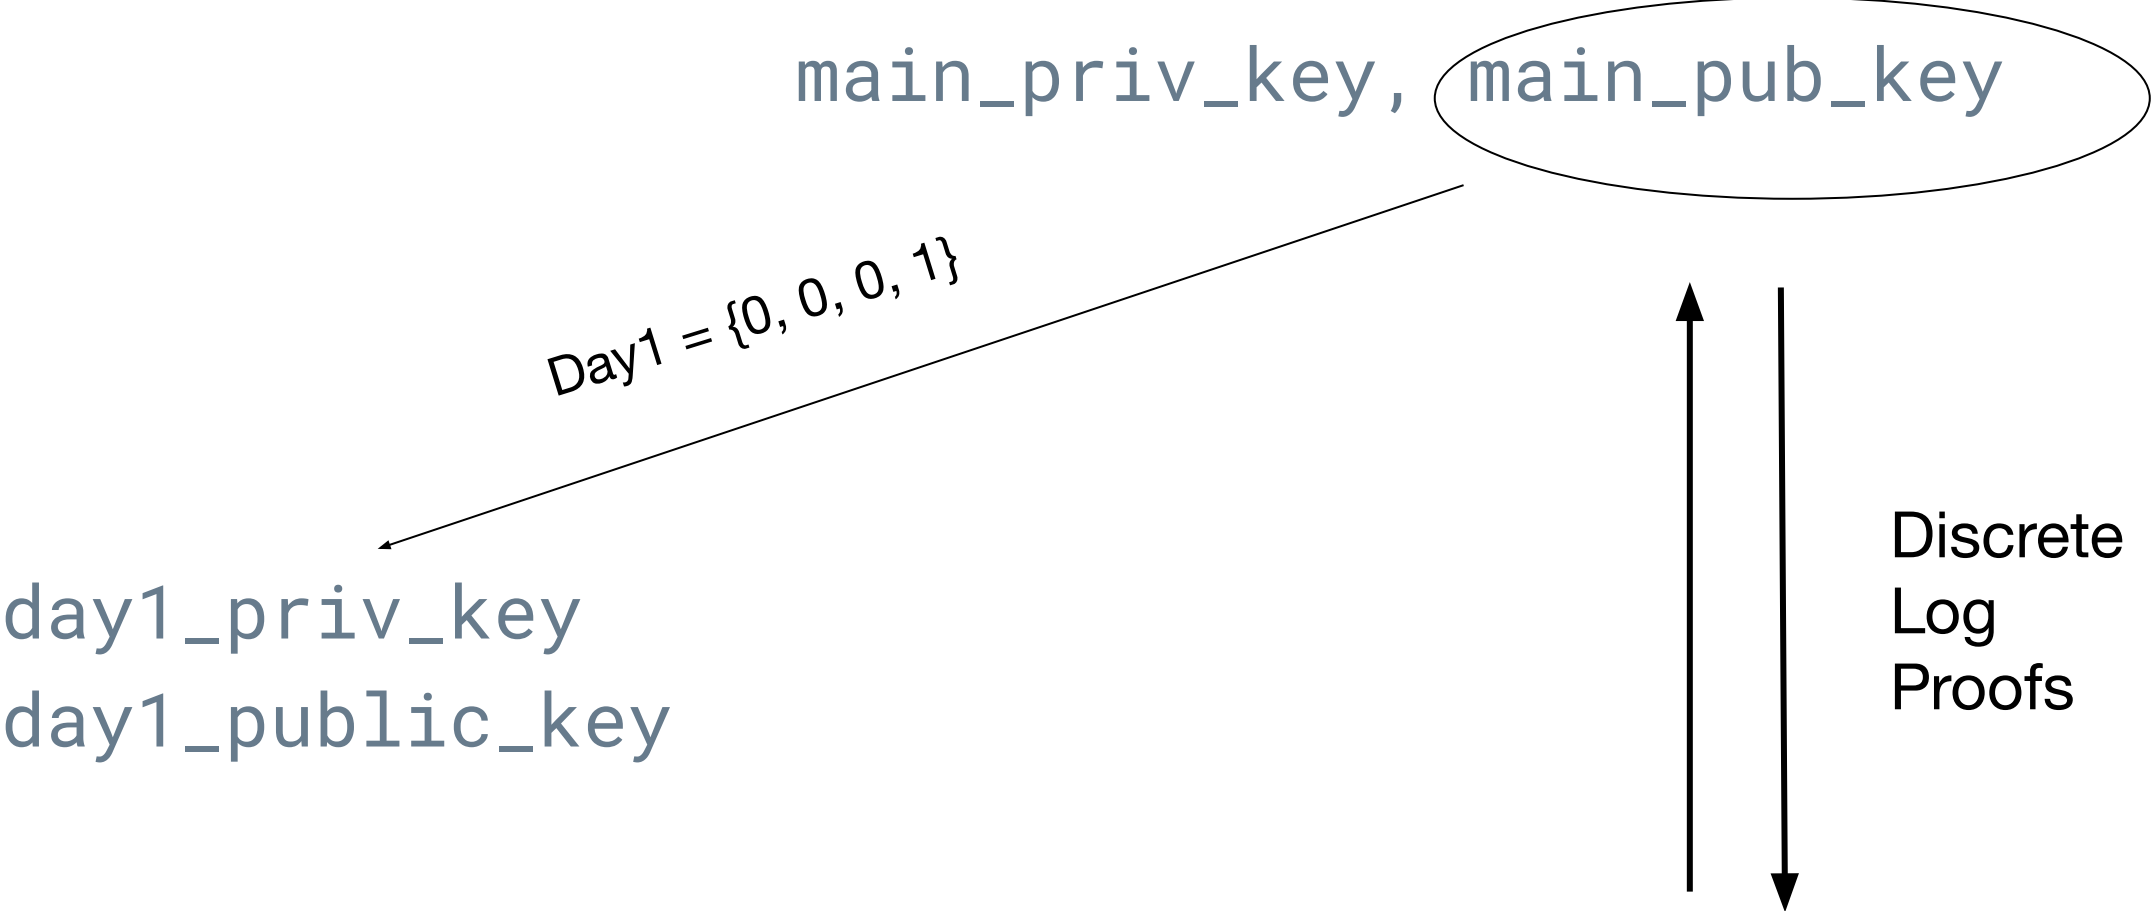 main_priv_key, main_pub_key
Day1 = {0, 0, 0, 1}
day1_priv_key
day1_public_key
Discrete
Log
Proofs